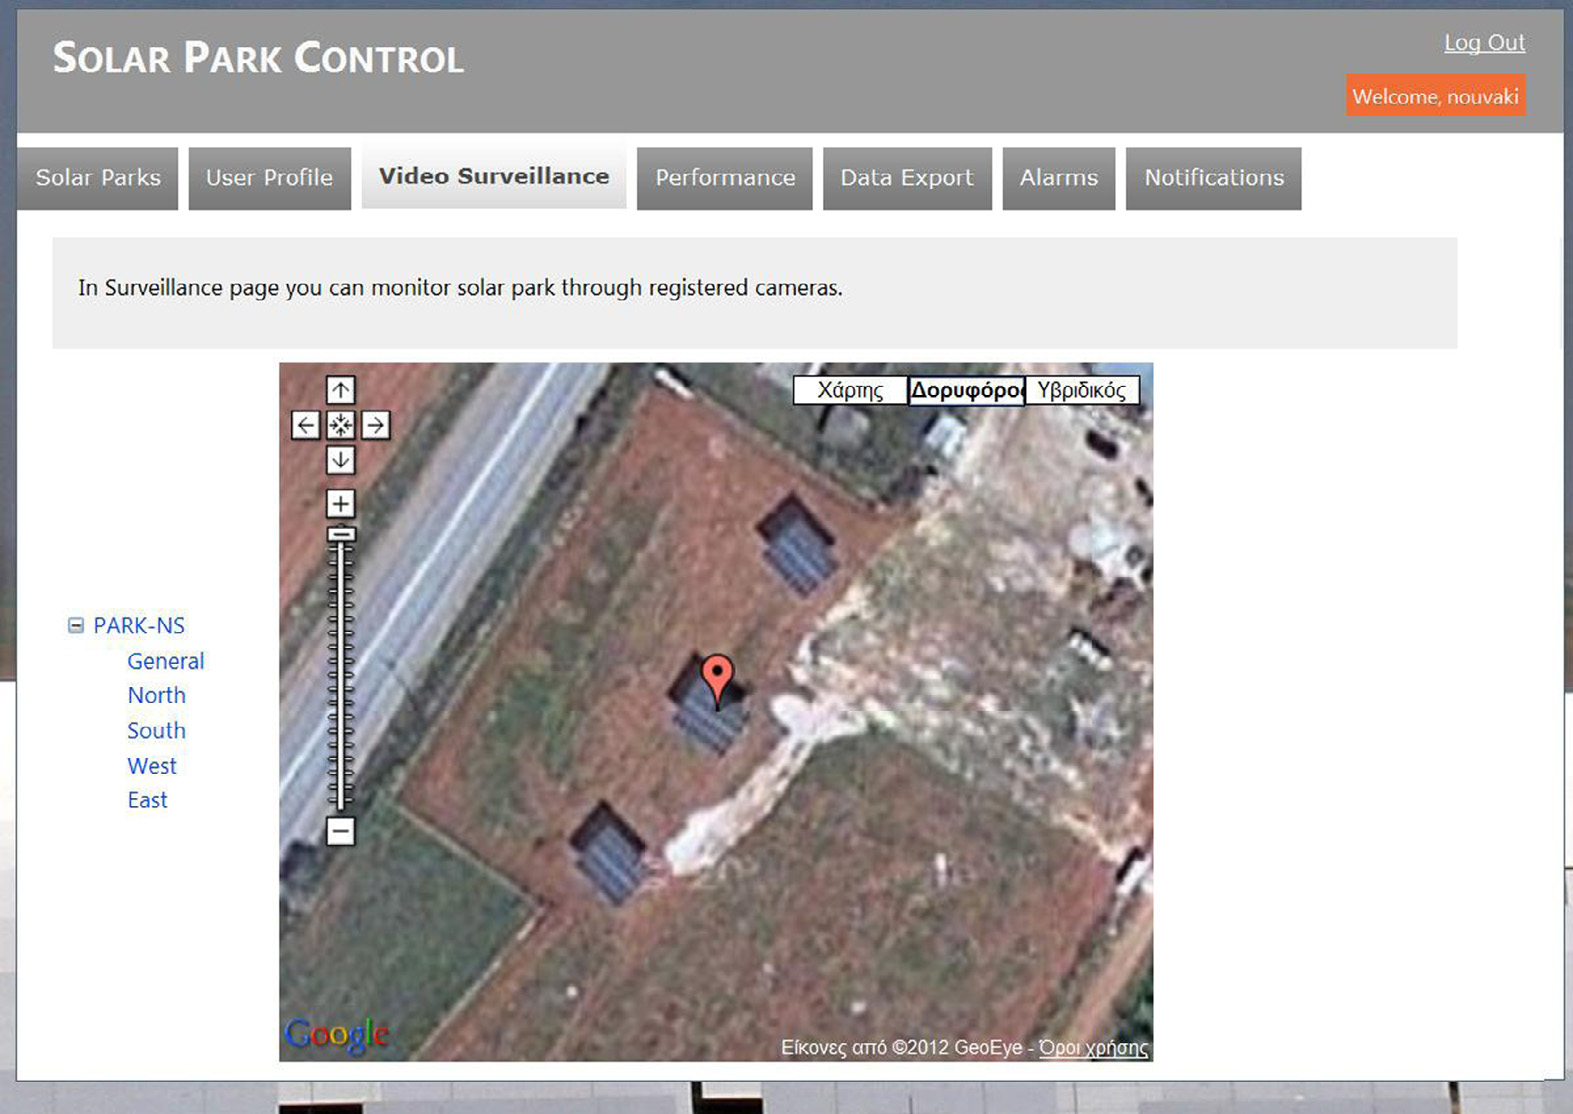 SOLAR PARK CONTROL
Log Out
Welcome, nouvaki
Solar Parks
User Profile
Video Surveillance
Performance
Data Export
Alarms
Notifications
In Surveillance page you can monitor solar park through registered cameras.
Χάρτης
Δορυφόρος
Υβριδικός
PARK-NS
General
North
South
West
East
Google
Είκονες από ©2012 GeoEye - Όροι χρήσης